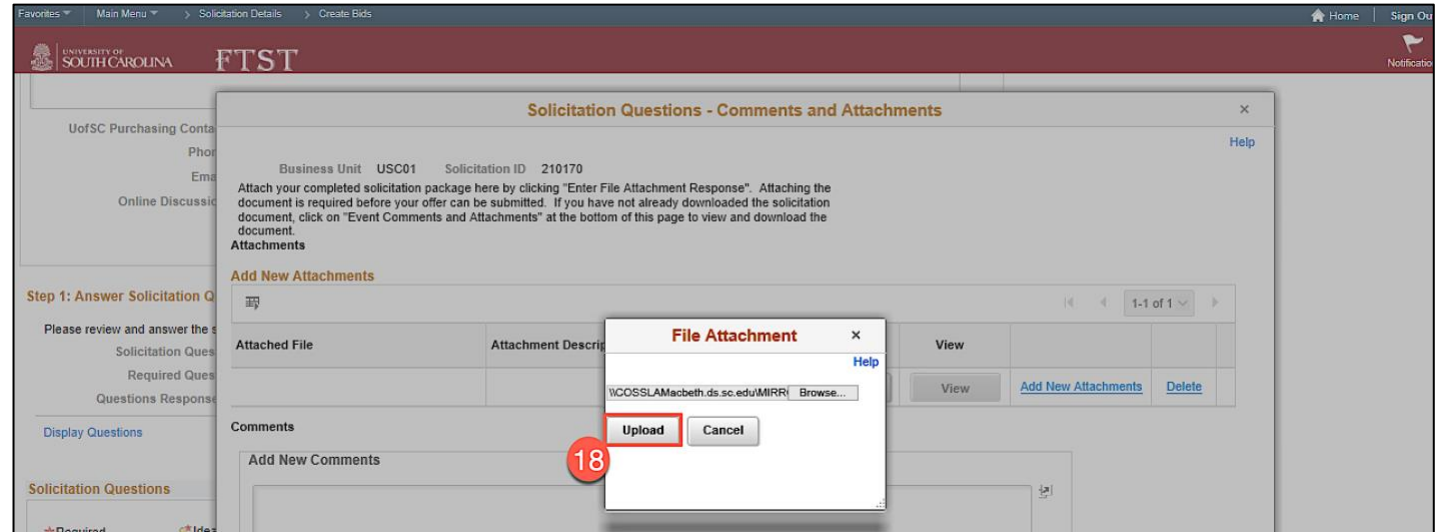 Favorites Main Menu > Solicitation Details > Create Bids Home Sign Ou
UNIVERSITY OF
SOUTH CAROLINA FTST
Notificatio
Solicitation Questions - Comments and Attachments ×
Help
UofSC Purchasing Conta
Phor
Ema
Online Discussio
Business Unit USC01 Solicitation ID 210170
Attach your completed solicitation package here by clicking "Enter File Attachment Response". Attaching the
document is required before your offer can be submitted. If you have not already downloaded the solicitation
document, click on "Event Comments and Attachments" at the bottom of this page to view and download the
document.
Attachments
Add New Attachments
1-1 of 1
Step 1: Answer Solicitation Q
Please review and answer the s
Solicitation Ques
Required Ques
Questions Response
Display Questions
Attached File Attachment Descrip View
View Add New Attachments Delete
File Attachment ×
Help
\\COSSLAMacbeth.ds.sc.edu\MIRR Browse...
Upload Cancel
18
Comments
Add New Comments
Solicitation Questions
Required Idea